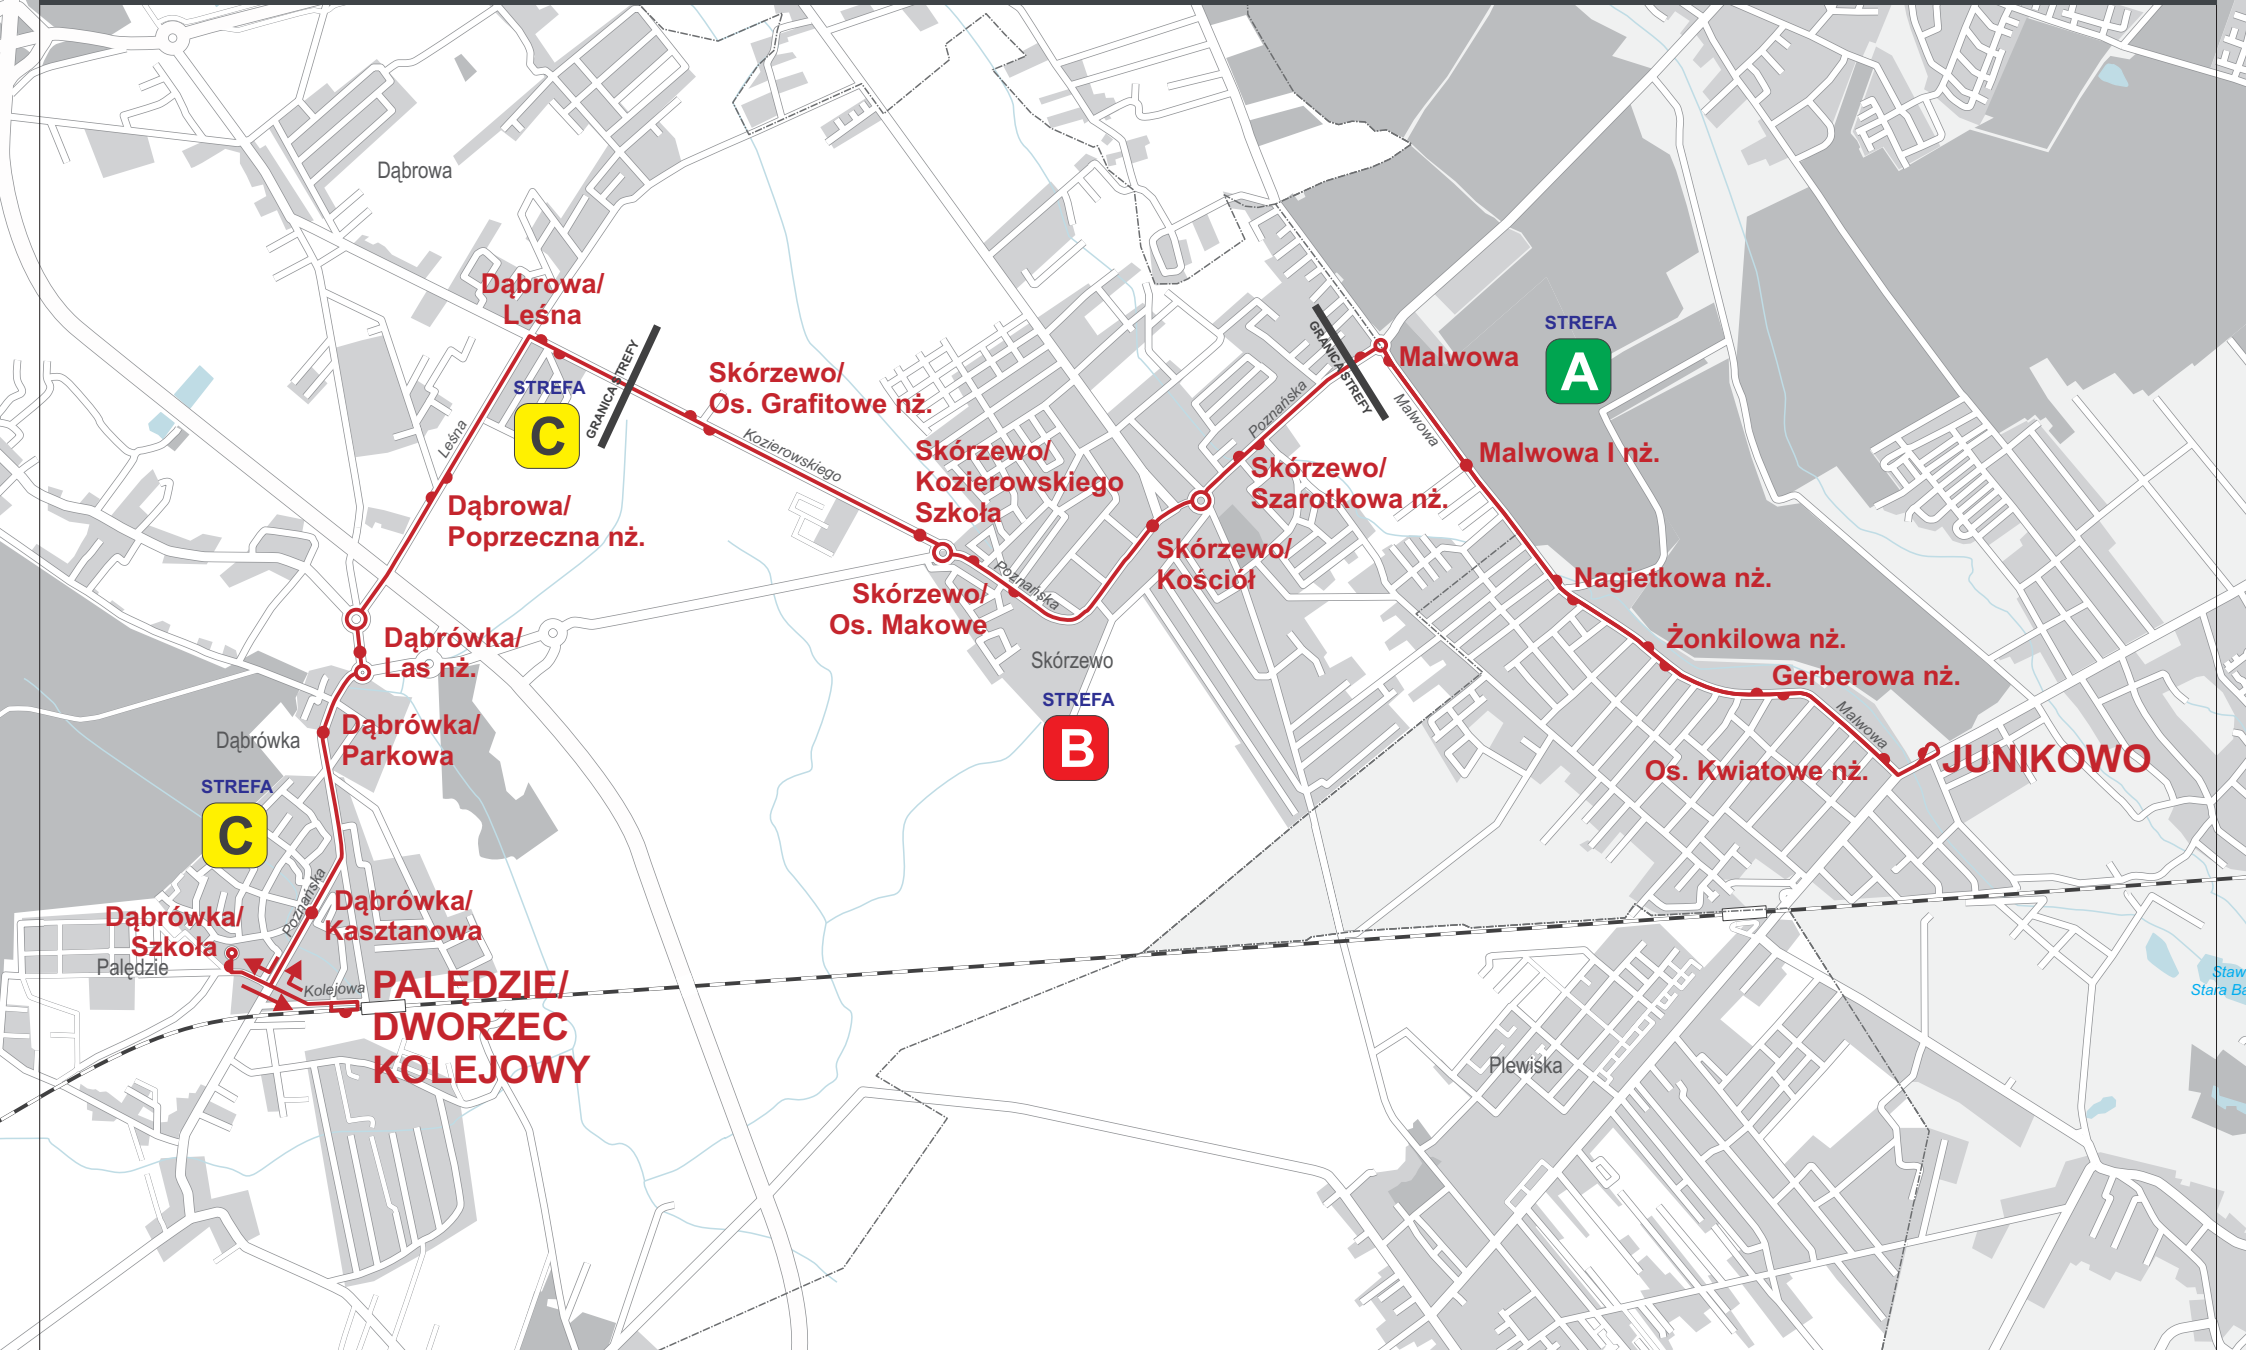 Dąbrowa
Dąbrowa/
Leśna
STREFA
C
GRANICA STREFY
Skórzewo/
Os. Grafitowe nż.
Kozierowskiego
Leśna
Dąbrowa/
Poprzeczna nż.
Skórzewo/
Kozierowskiego
Szkoła
Poznańska
GRANICA STREFY
Malwowa
STREFA
A
Malwowa
Malwowa I nż.
Skórzewo/
Szarotkowa nż.
Skórzewo/
Kościół
Poznańska
Skórzewo/
Os. Makowe
Nagietkowa nż.
Żonkilowa nż.
Gerberowa nż.
Malwowa
Os. Kwiatowe nż.
JUNIKOWO
Dąbrówka/
Las nż.
Skórzewo
STREFA
B
Dąbrówka
Dąbrówka/
Parkowa
STREFA
C
Poznańska
Dąbrówka/
Kasztanowa
Dąbrówka/
Szkoła
Palędzie
Kolejowa
PALĘDZIE/
DWORZEC
KOLEJOWY
Plewiska
Staw
Stara Ba